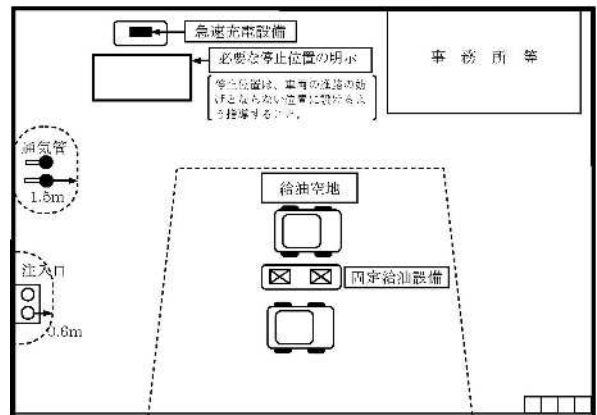 急速充電設備
必要な停止位置の明示
停止位置は、車両の進路の妨
げとならない位置に設けるよ
う指導すること。
事務所等
通気管
1.5m
給油空地
注入口
固定給油設備
0.6m